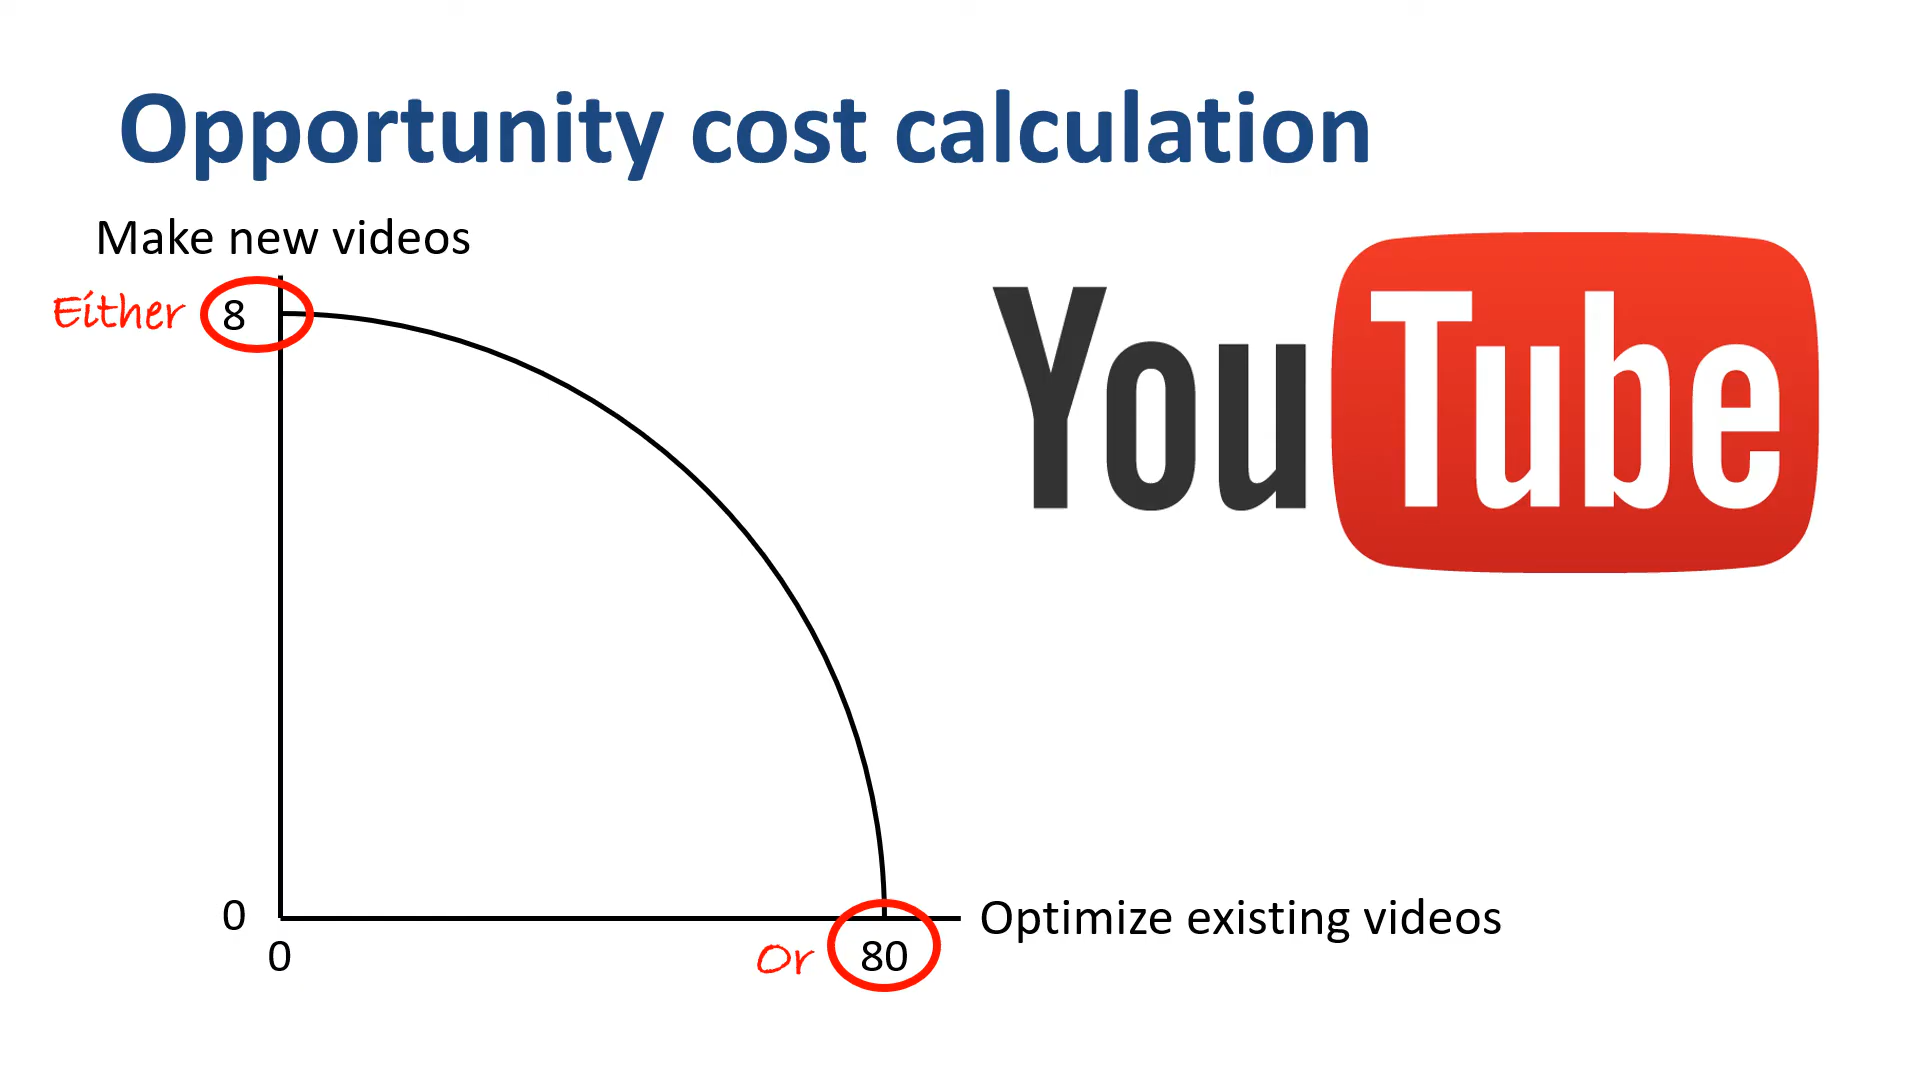 Opportunity cost calculation
Make new videos
Either 8
YouTube
0
Optimize existing videos
0
Or 80